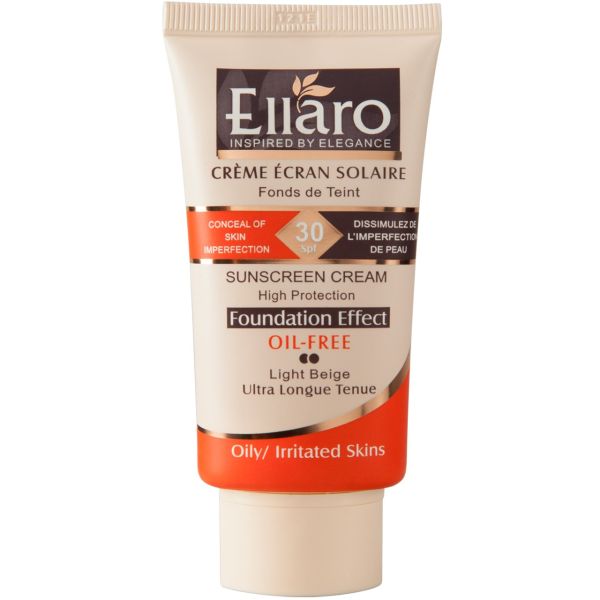 121E
Ellaro
INSPIRED BY ELEGANCE
CRÈME ÉCRAN SOLAIRE
Fonds de Teint
CONCEAL OF
SKIN
IMPERFECTION
30
Spf
DISSIMULEZ DE
L'IMPERFECTION
DE PEAU
SUNSCREEN CREAM
High Protection
Foundation Effect
OIL-FREE
Light Beige
Ultra Longue Tenue
Oily/ Irritated Skins